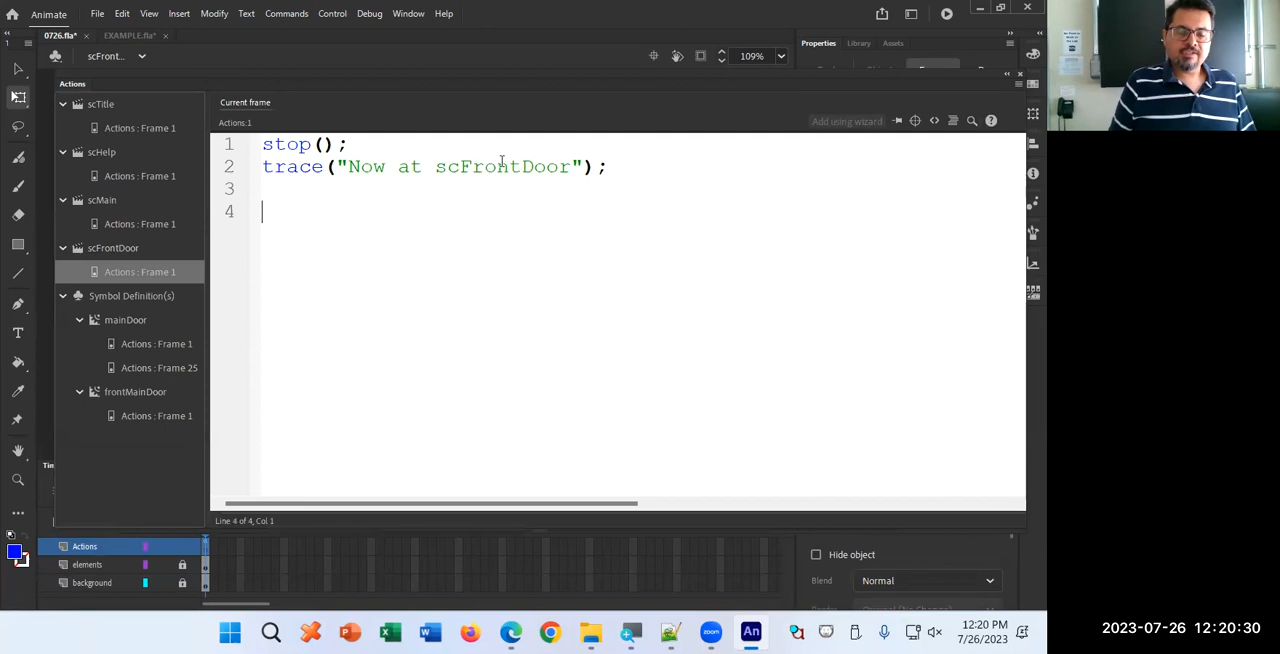 Animate File Edit View Insert Modify Text Commands Control Debug Window Help
0726.fla* × EXAMPLE.fla* ×
scFront... 109%
Properties Library Assets
Actions
scTitle
Actions : Frame 1
scHelp
Actions : Frame 1
scMain
Actions : Frame 1
scFrontDoor
Actions : Frame 1
Symbol Definition(s)
mainDoor
Actions : Frame 1
Actions : Frame 25
frontMainDoor
Actions : Frame 1
Current frame
Actions:1
Add using wizard
1 stop();
2 trace("Now at scFrontDoor");
3
4
Line 4 of 4, Col 1
Actions
elements
background
Hide object
Blend Normal
12:20 PM
7/26/2023
2023-07-26 12:20:30